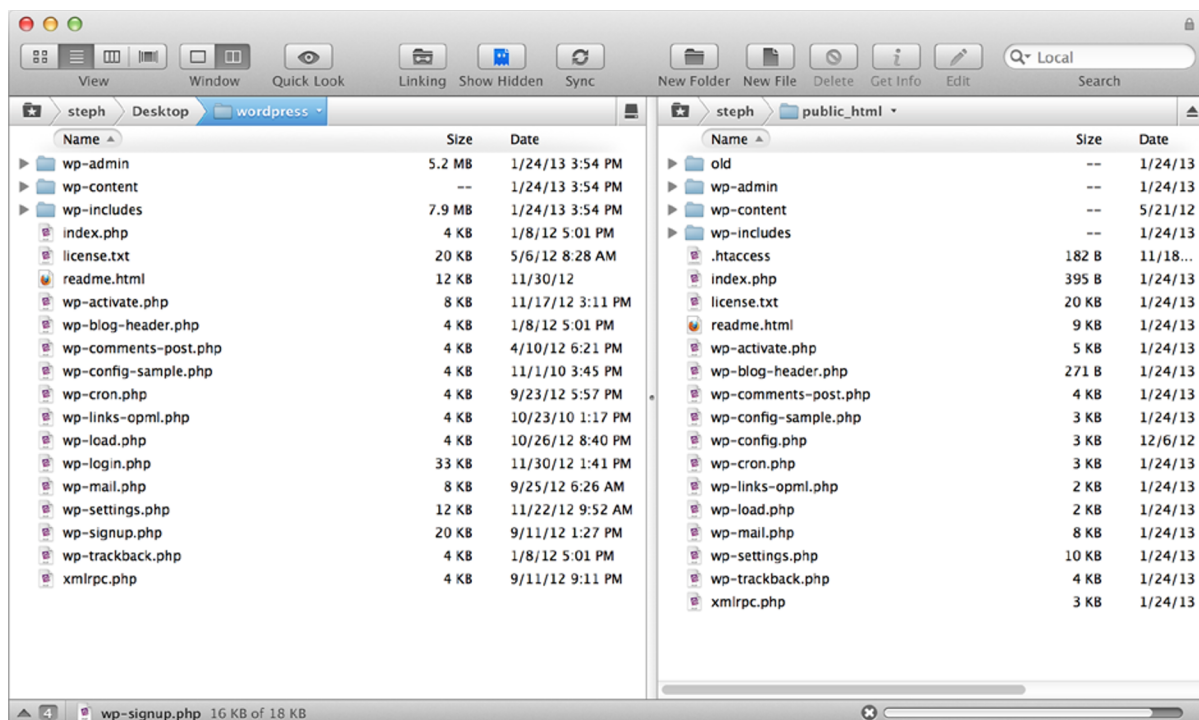 Local
View Window Quick Look Linking Show Hidden Sync New Folder New File Delete Get Info Edit Search
steph Desktop wordpress steph public_html
Name Size Date Name Size Date
wp-admin 5.2 MB 1/24/13 3:54 PM old -- 1/24/13
wp-content -- 1/24/13 3:54 PM wp-admin -- 1/24/13
wp-includes 7.9 MB 1/24/13 3:54 PM wp-content -- 5/21/12
index.php 4 KB 1/8/12 5:01 PM wp-includes -- 1/24/13
license.txt 20 KB 5/6/12 8:28 AM .htaccess 182 B 11/18...
readme.html 12 KB 11/30/12 index.php 395 B 1/24/13
wp-activate.php 8 KB 11/17/12 3:11 PM license.txt 20 KB 1/24/13
wp-blog-header.php 4 KB 1/8/12 5:01 PM readme.html 9 KB 1/24/13
wp-comments-post.php 4 KB 4/10/12 6:21 PM wp-activate.php 5 KB 1/24/13
wp-config-sample.php 4 KB 11/1/10 3:45 PM wp-blog-header.php 271 B 1/24/13
wp-cron.php 4 KB 9/23/12 5:57 PM wp-comments-post.php 4 KB 1/24/13
wp-links-opml.php 4 KB 10/23/10 1:17 PM wp-config-sample.php 3 KB 1/24/13
wp-load.php 4 KB 10/26/12 8:40 PM wp-config.php 3 KB 12/6/12
wp-login.php 33 KB 11/30/12 1:41 PM wp-cron.php 3 KB 1/24/13
wp-mail.php 8 KB 9/25/12 6:26 AM wp-links-opml.php 2 KB 1/24/13
wp-settings.php 12 KB 11/22/12 9:52 AM wp-load.php 2 KB 1/24/13
wp-signup.php 20 KB 9/11/12 1:27 PM wp-mail.php 8 KB 1/24/13
wp-trackback.php 4 KB 1/8/12 5:01 PM wp-settings.php 10 KB 1/24/13
xmlrpc.php 4 KB 9/11/12 9:11 PM wp-trackback.php 4 KB 1/24/13
xmlrpc.php 3 KB 1/24/13
4 wp-signup.php 16 KB of 18 KB